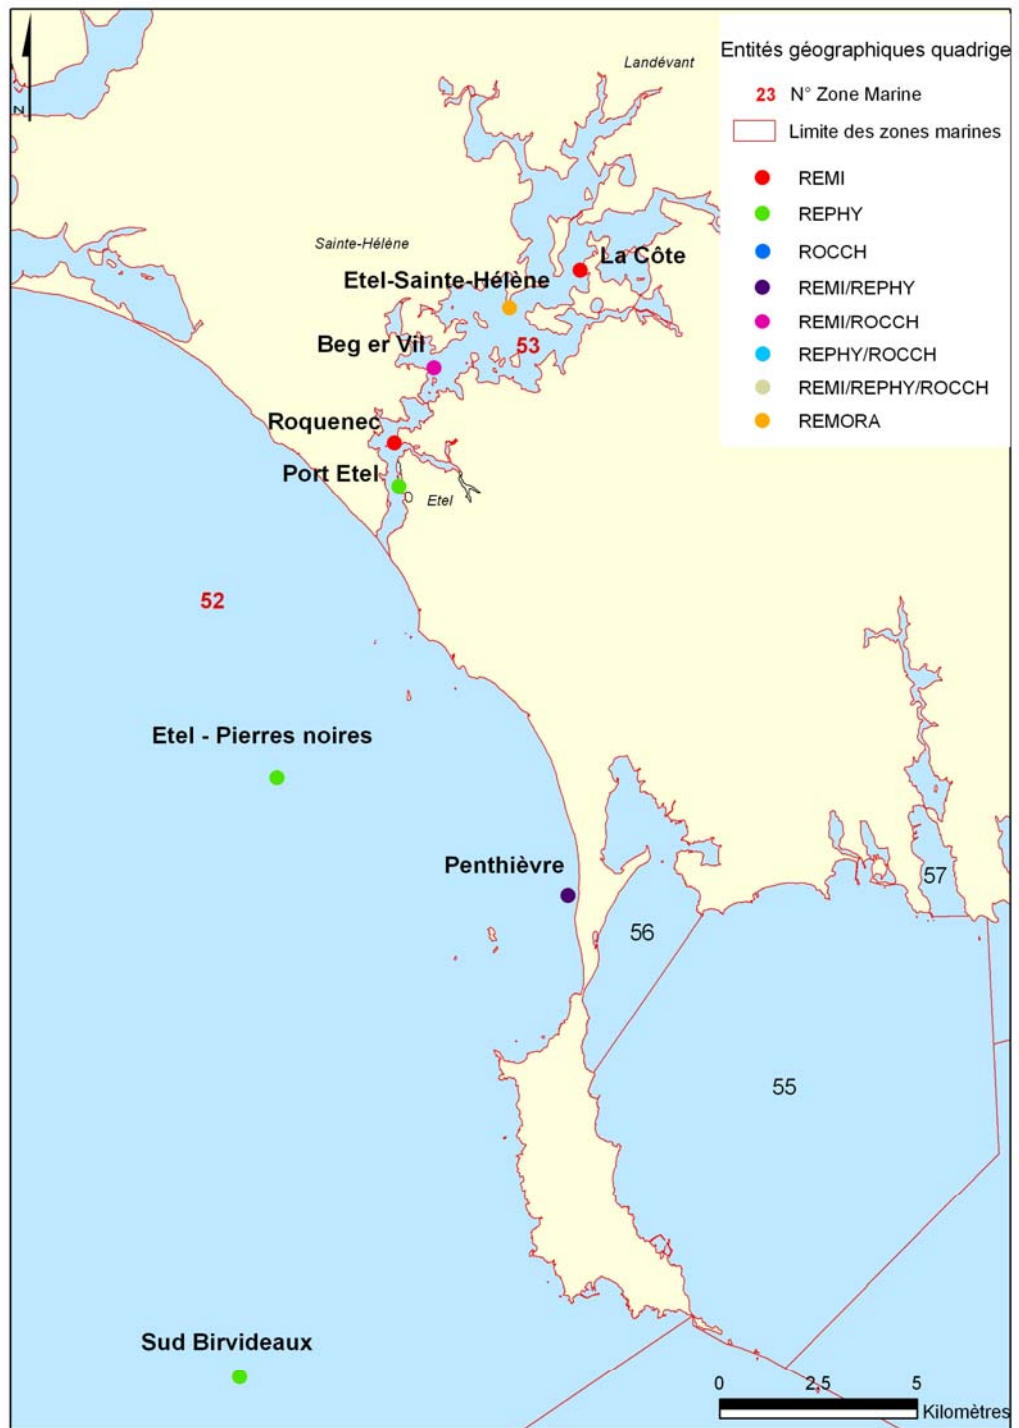 Entités géographiques quadrige
23 N° Zone Marine
Limite des zones marines
REMI
REPHY
ROCCH
REMI/REPHY
REMI/ROCCH
REPHY/ROCCH
REMI/REPHY/ROCCH
REMORA
N
Landévant
Sainte-Hélène
La Côte
Etel-Sainte-Hélène
53
Beg er Vil
Roquenec
Port Etel
Etel
52
Etel - Pierres noires
Penthièvre
57
56
55
Sud Birvideaux
0 2,5 5
Kilomètres